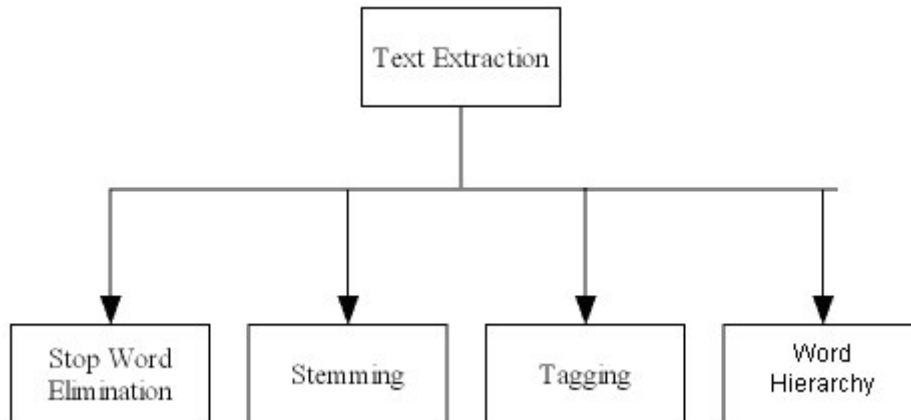 Text Extraction
Stop Word
Elimination
Stemming
Tagging
Word
Hierarchy